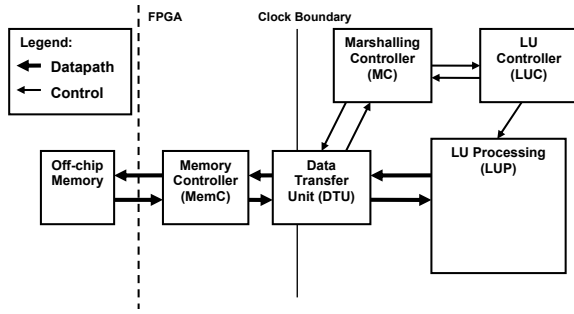 FPGA
Clock Boundary
Legend:
Datapath
Control
Marshalling
Controller
(MC)
LU
Controller
(LUC)
Off-chip
Memory
Memory
Controller
(MemC)
Data
Transfer
Unit (DTU)
LU Processing
(LUP)